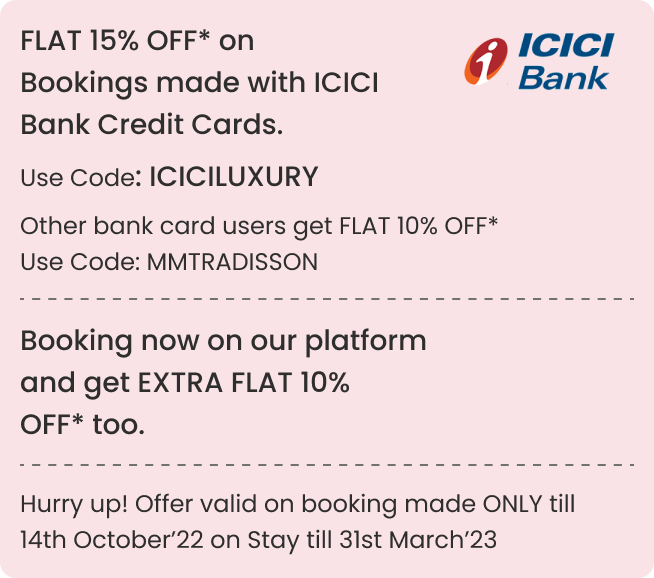 FLAT 15% OFF* on
Bookings made with ICICI
Bank Credit Cards.
ICICI
Bank
Use Code: ICICILUXURY
Other bank card users get FLAT 10% OFF*
Use Code: MMTRADISSON
Booking now on our platform
and get EXTRA FLAT 10%
OFF* too.
Hurry up! Offer valid on booking made ONLY till
14th October’22 on Stay till 31st March’23